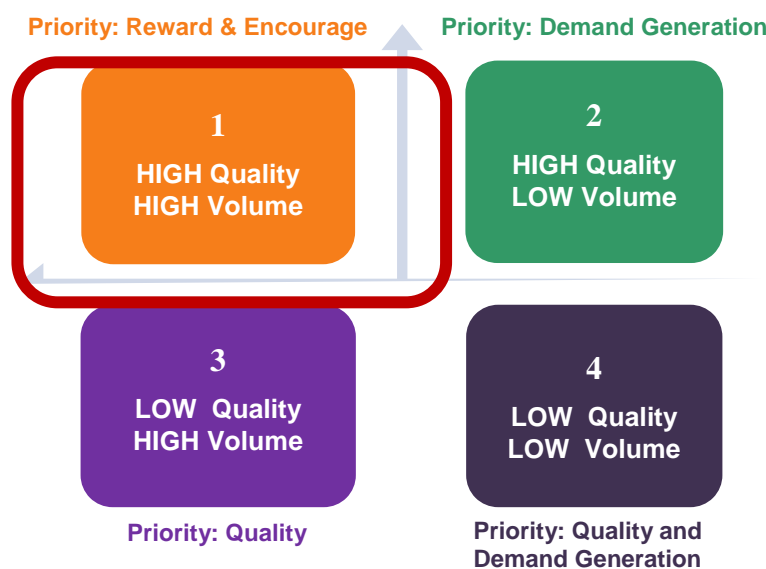 Priority: Reward & Encourage
Priority: Demand Generation
1
HIGH Quality
HIGH Volume
2
HIGH Quality
LOW Volume
3
LOW  Quality
HIGH Volume
4
LOW  Quality
LOW  Volume
Priority: Quality
Priority: Quality and
Demand Generation